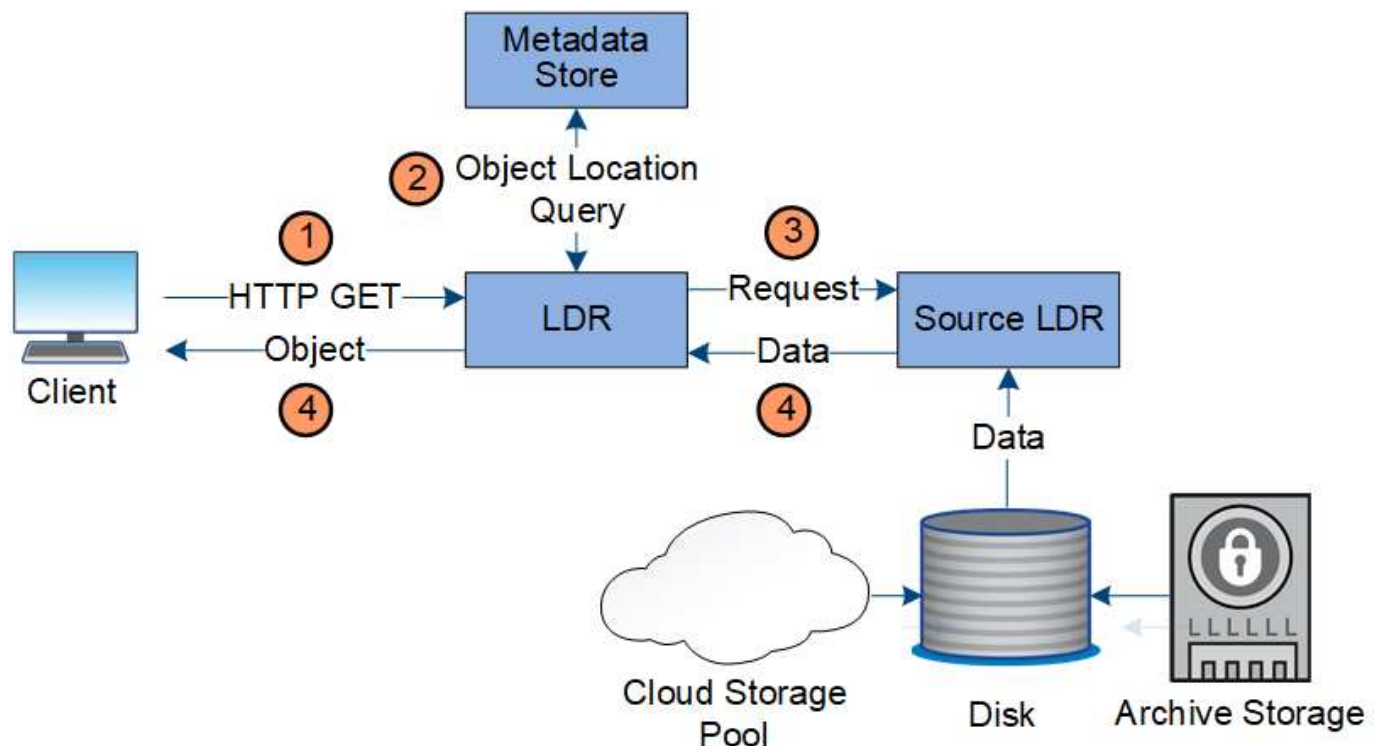 Metadata
Store
2
Object Location
Query
1
3
HTTP GET
Request
LDR
Source LDR
Object
Data
Client
4
4
Data
L L L L L L
Cloud Storage
Pool
Disk
Archive Storage